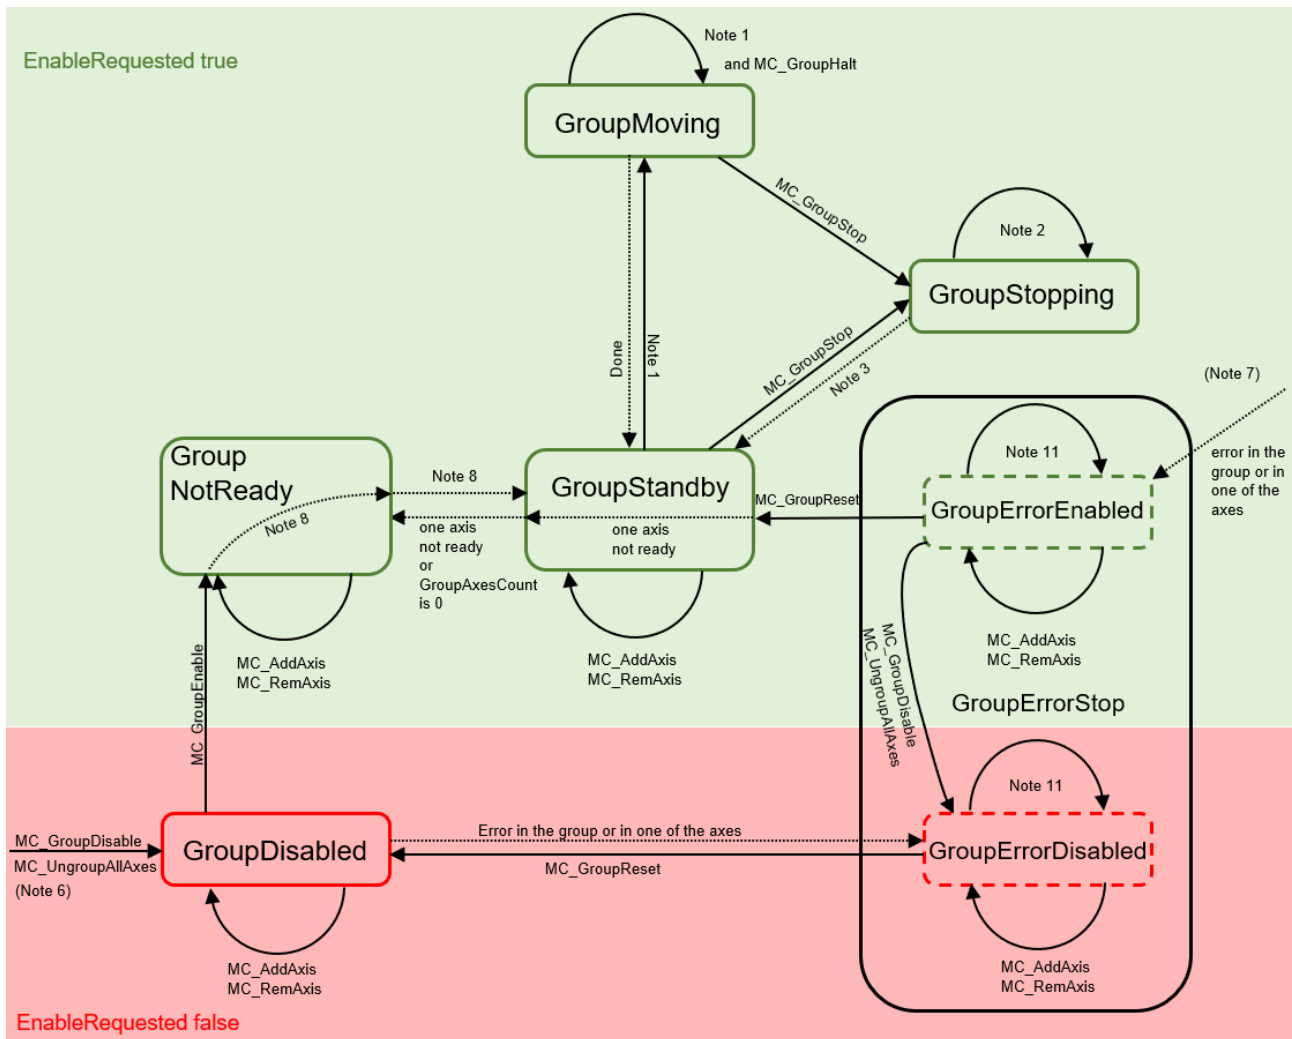 EnableRequested true
Note 1
and MC_GroupHalt
GroupMoving
MC_GroupStop
Note 2
GroupStopping
Done
Note 1
MC_GroupStop
Note 3
(Note 7)
error in the
group or in
one of the
axes
Group
NotReady
Note 8
Note 8
one axis
not ready
or
GroupAxesCount
is 0
GroupStandby
one axis
not ready
MC_GroupReset
Note 11
GroupErrorEnabled
MC_AddAxis
MC_RemAxis
MC_AddAxis
MC_RemAxis
MC_AddAxis
MC_RemAxis
MC_GroupEnable
MC_GroupDisable
MC_UngroupAllAxes
GroupErrorStop
Note 11
MC_GroupDisable
MC_UngroupAllAxes
(Note 6)
GroupDisabled
Error in the group or in one of the axes
MC_GroupReset
GroupErrorDisabled
MC_AddAxis
MC_RemAxis
MC_AddAxis
MC_RemAxis
EnableRequested false